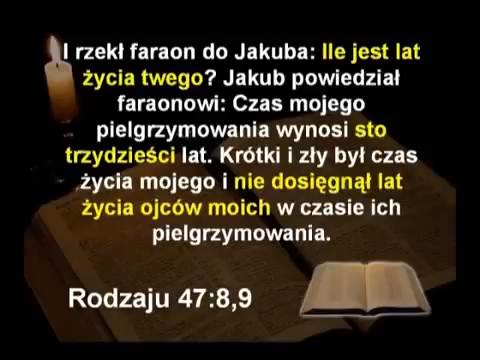 I rzekł faraon do Jakuba: Ile jest lat
życia twego? Jakub powiedział
faraonowi: Czas mojego
pielgrzymowania wynosi sto
trzydzieści lat. Krótki i zły był czas
życia mojego i nie dosięgnął lat
życia ojców moich w czasie ich
pielgrzymowania.
Rodzaju 47:8,9